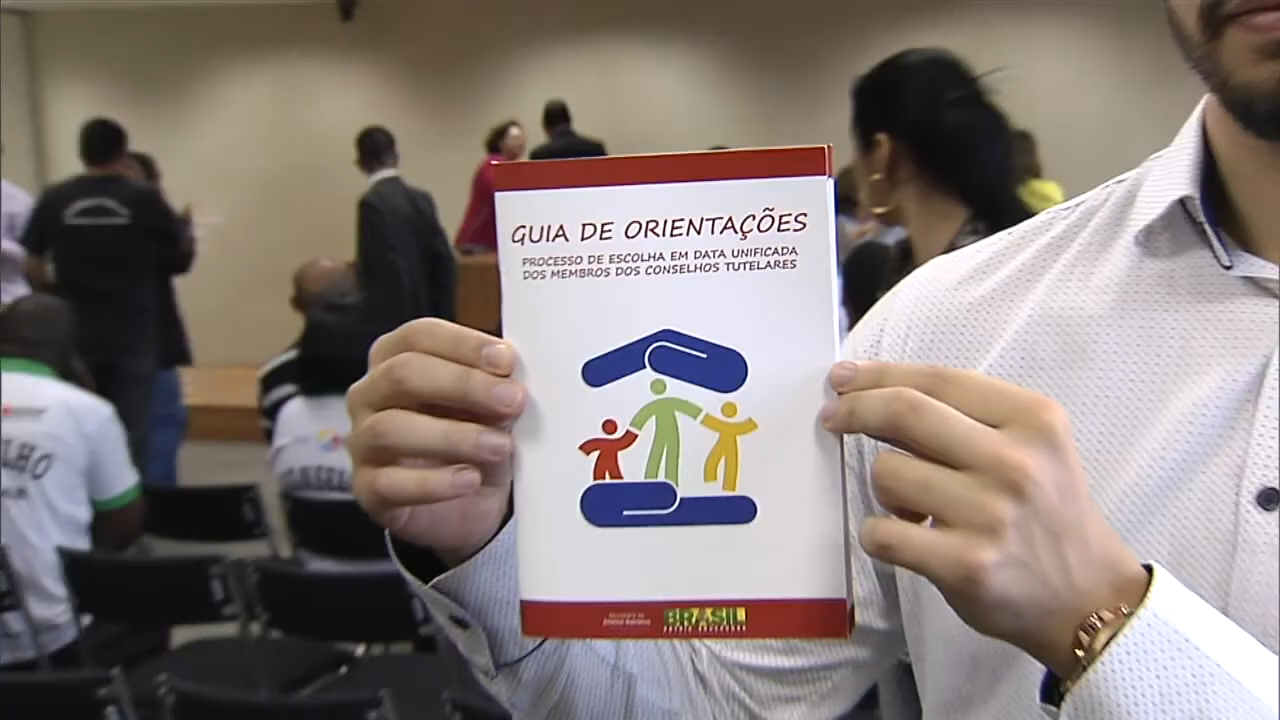 GUIA DE ORIENTAÇÕES
PROCESSO DE ESCOLHA EM DATA UNIFICADA
DOS MEMBROS DOS CONSELHOS TUTELARES
BRASIL